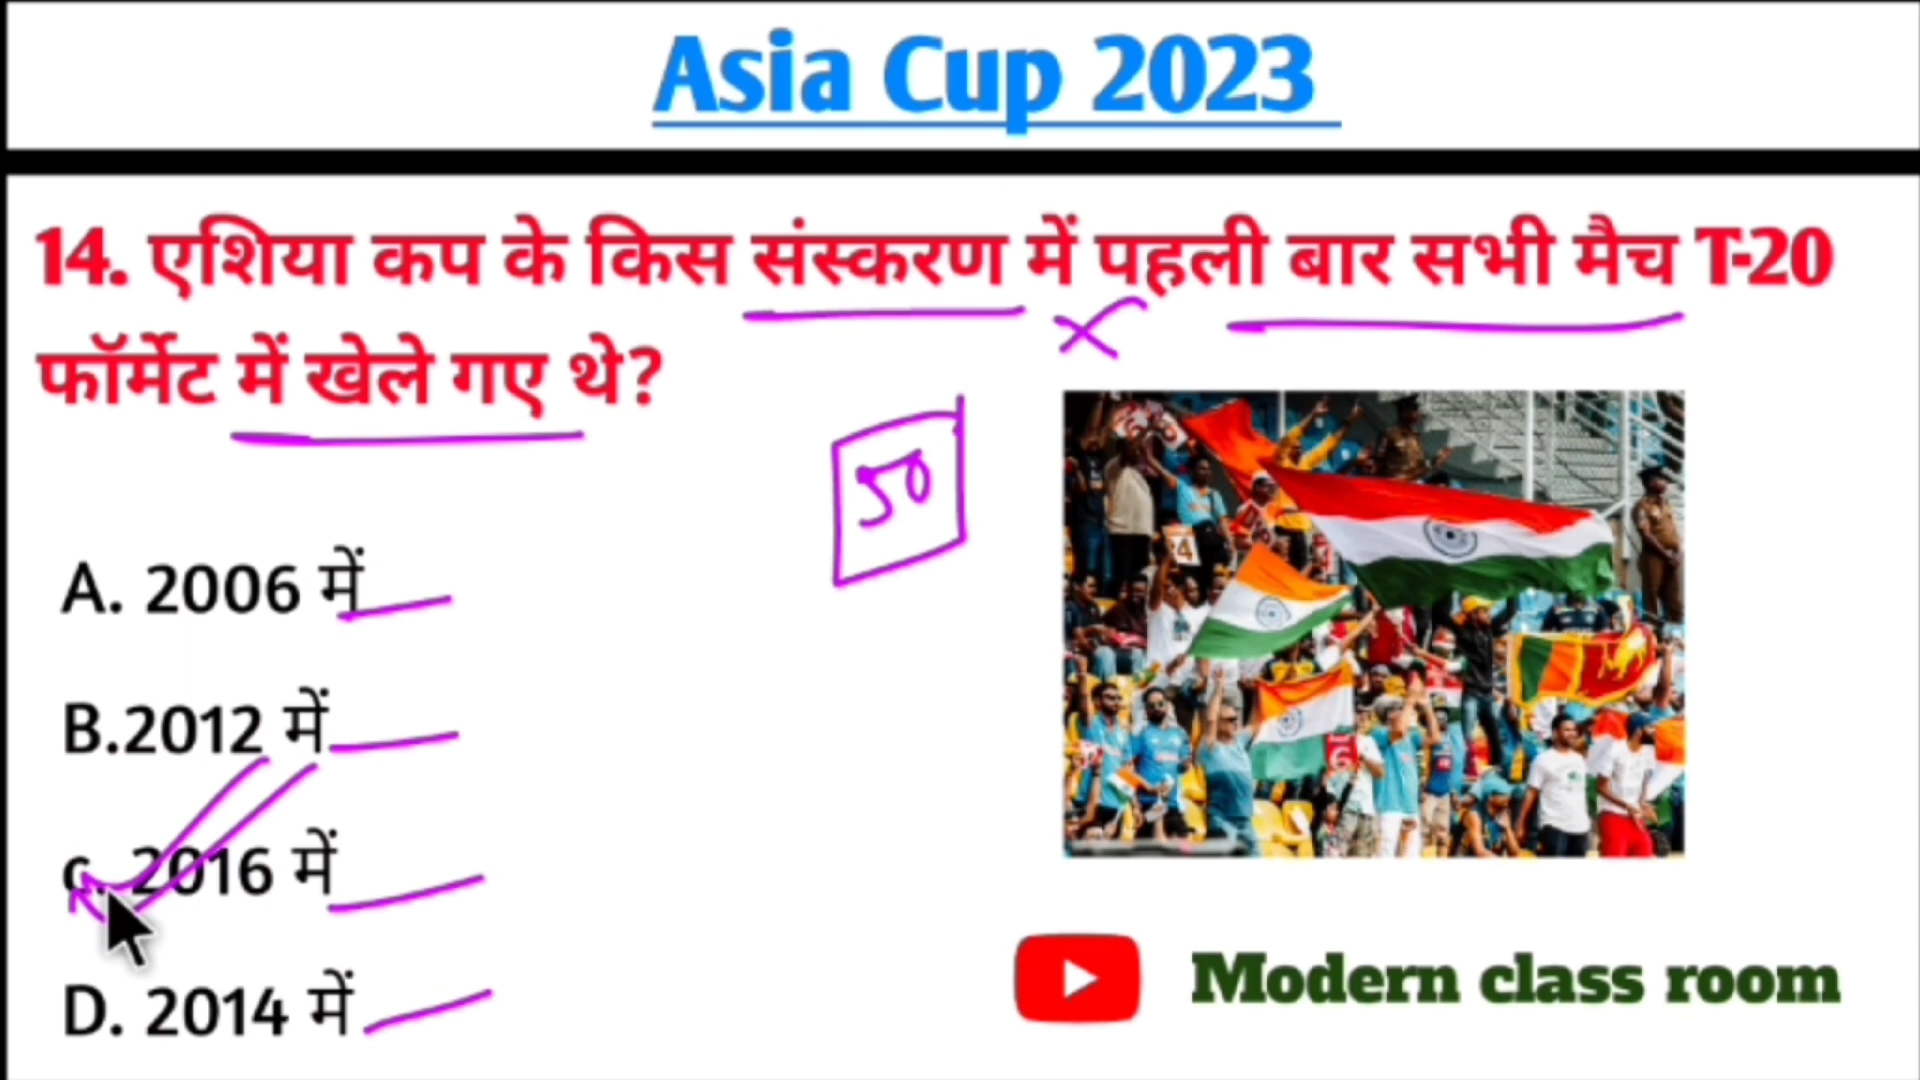 Asia Cup 2023
14. एशिया कप के किस संस्करण में पहली बार सभी मैच T-20
फॉर्मेट में खेले गए थे?
50
A. 2006 में
B.2012 में
c. 2016 में
D. 2014 में
Modern class room